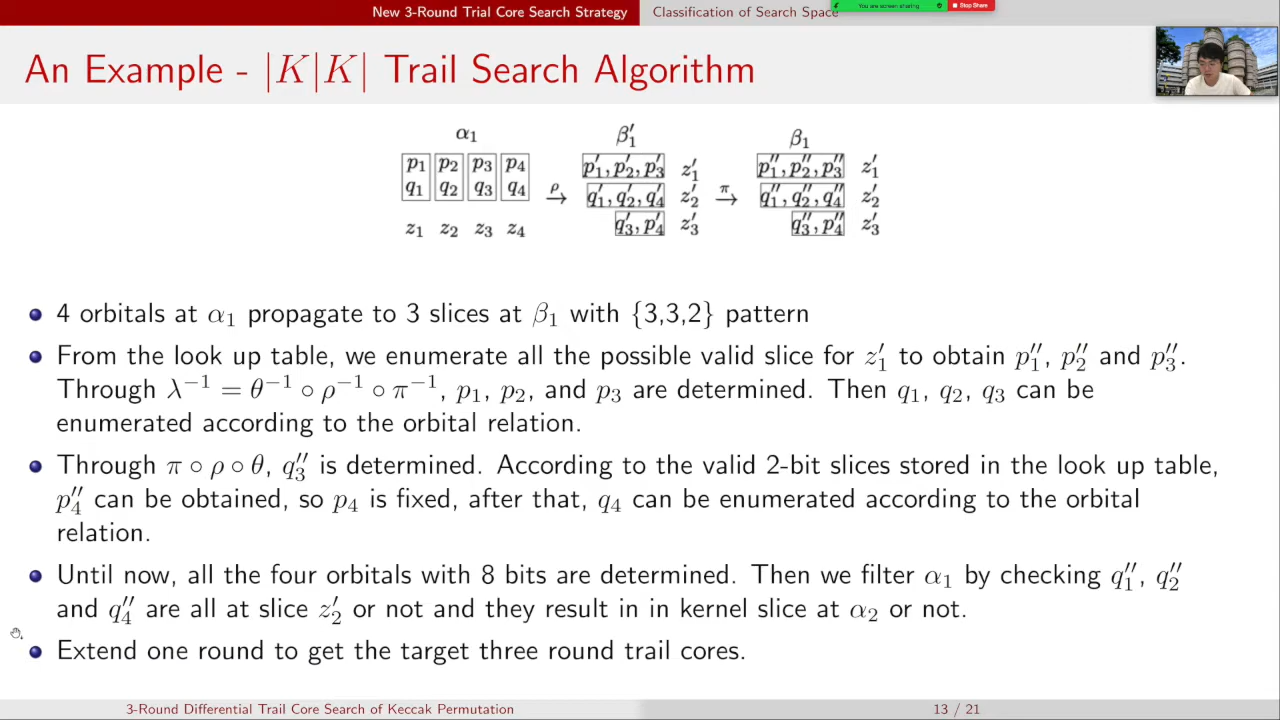 New 3-Round Trial Core Search Strategy Classification of Search Space
You are screen sharing Stop Share
An Example - |K|K| Trail Search Algorithm
α₁ β′₁ β₁
p₁ p₂ p₃ p₄ p′₁, p′₂, p′₃ z′₁ p″₁, p″₂, p″₃ z′₁
q₁ q₂ q₃ q₄ ρ → q′₁, q′₂, q′₄ z′₂ π → q″₁, q″₂, q″₄ z′₂
z₁ z₂ z₃ z₄ q′₃, p′₄ z′₃ q″₃, p″₄ z′₃
4 orbitals at α₁ propagate to 3 slices at β₁ with {3,3,2} pattern
From the look up table, we enumerate all the possible valid slice for z′₁ to obtain p″₁, p″₂ and p″₃.
Through λ⁻¹ = θ⁻¹ ∘ ρ⁻¹ ∘ π⁻¹, p₁, p₂, and p₃ are determined. Then q₁, q₂, q₃ can be
enumerated according to the orbital relation.
Through π ∘ ρ ∘ θ, q″₃ is determined. According to the valid 2-bit slices stored in the look up table,
p″₄ can be obtained, so p₄ is fixed, after that, q₄ can be enumerated according to the orbital
relation.
Until now, all the four orbitals with 8 bits are determined. Then we filter α₁ by checking q″₁, q″₂
and q″₄ are all at slice z′₂ or not and they result in in kernel slice at α₂ or not.
Extend one round to get the target three round trail cores.
3-Round Differential Trail Core Search of Keccak Permutation 13 / 21